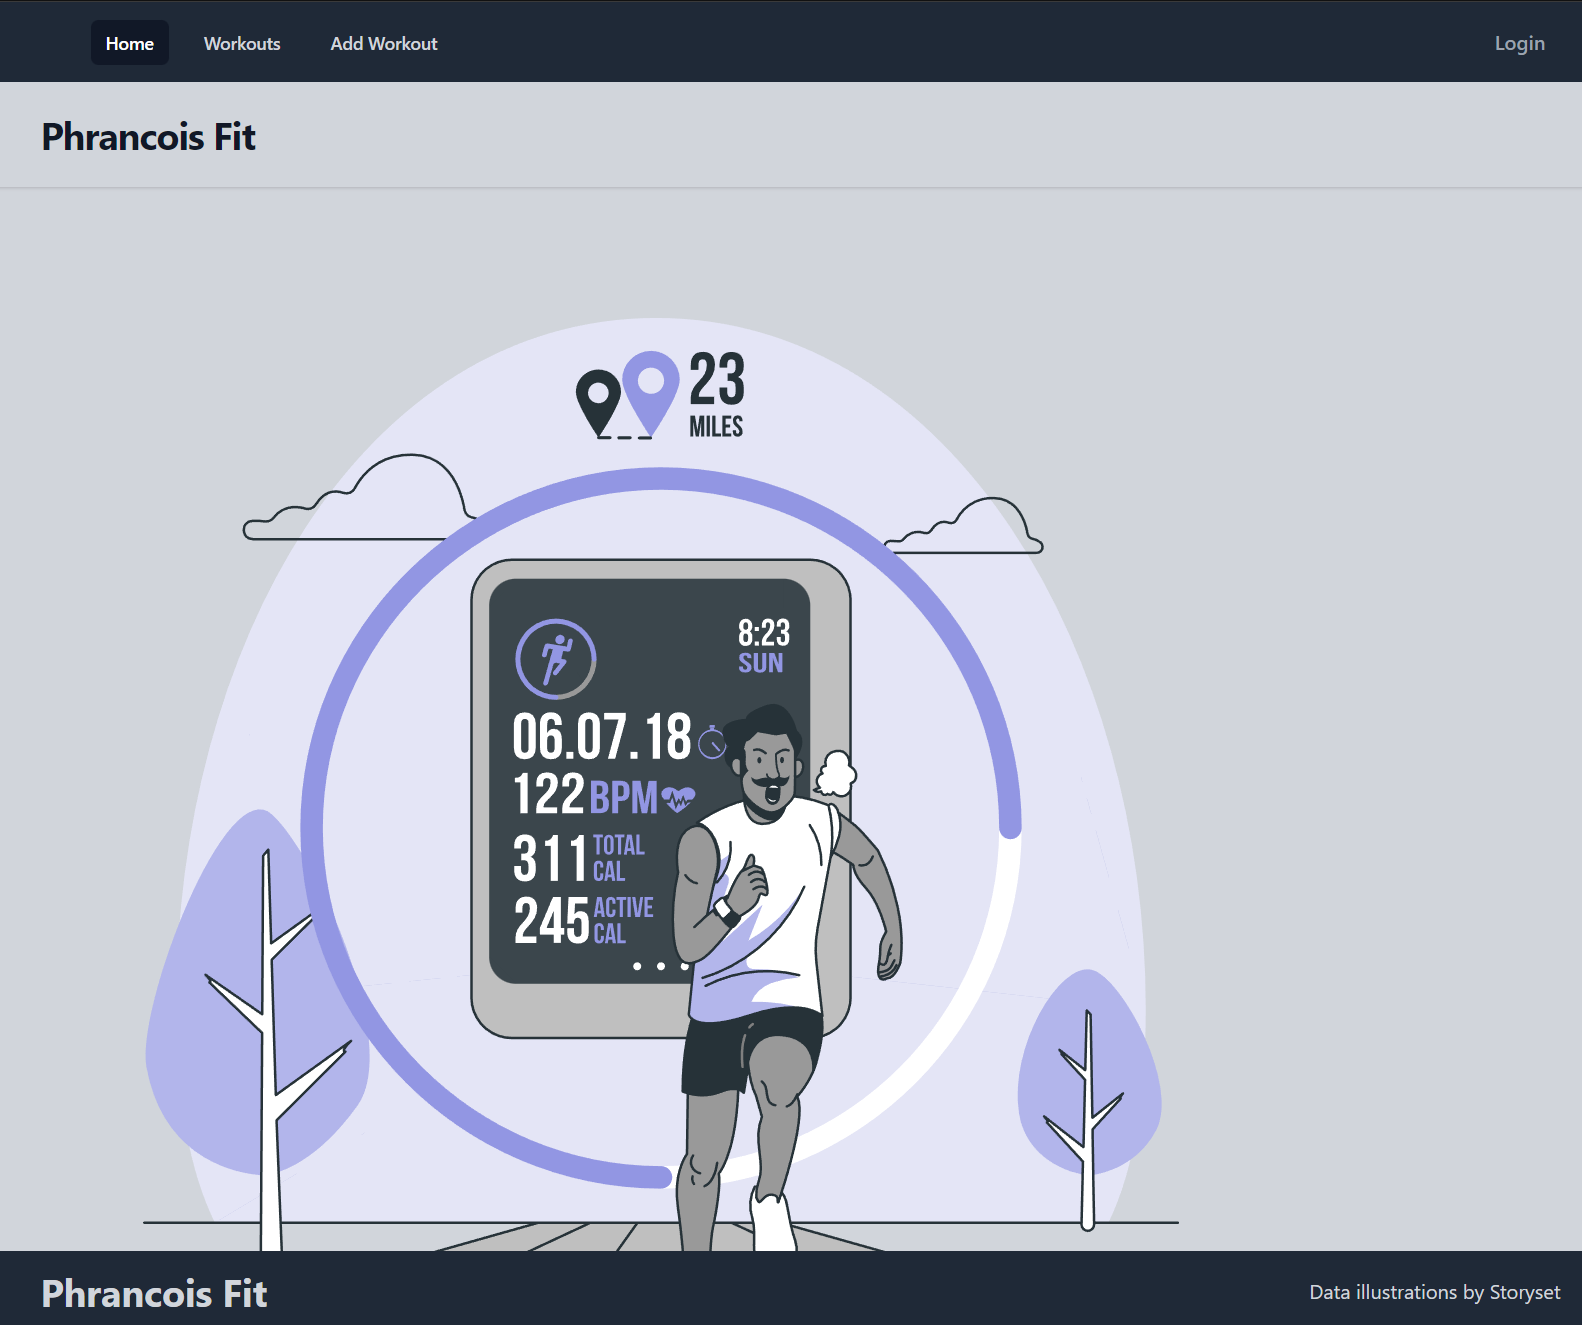 Home Workouts Add Workout Login
Phrancois Fit
23
MILES
8:23
SUN
06.07.18
122 BPM
311 TOTAL CAL
245 ACTIVE CAL
Phrancois Fit
Data illustrations by Storyset